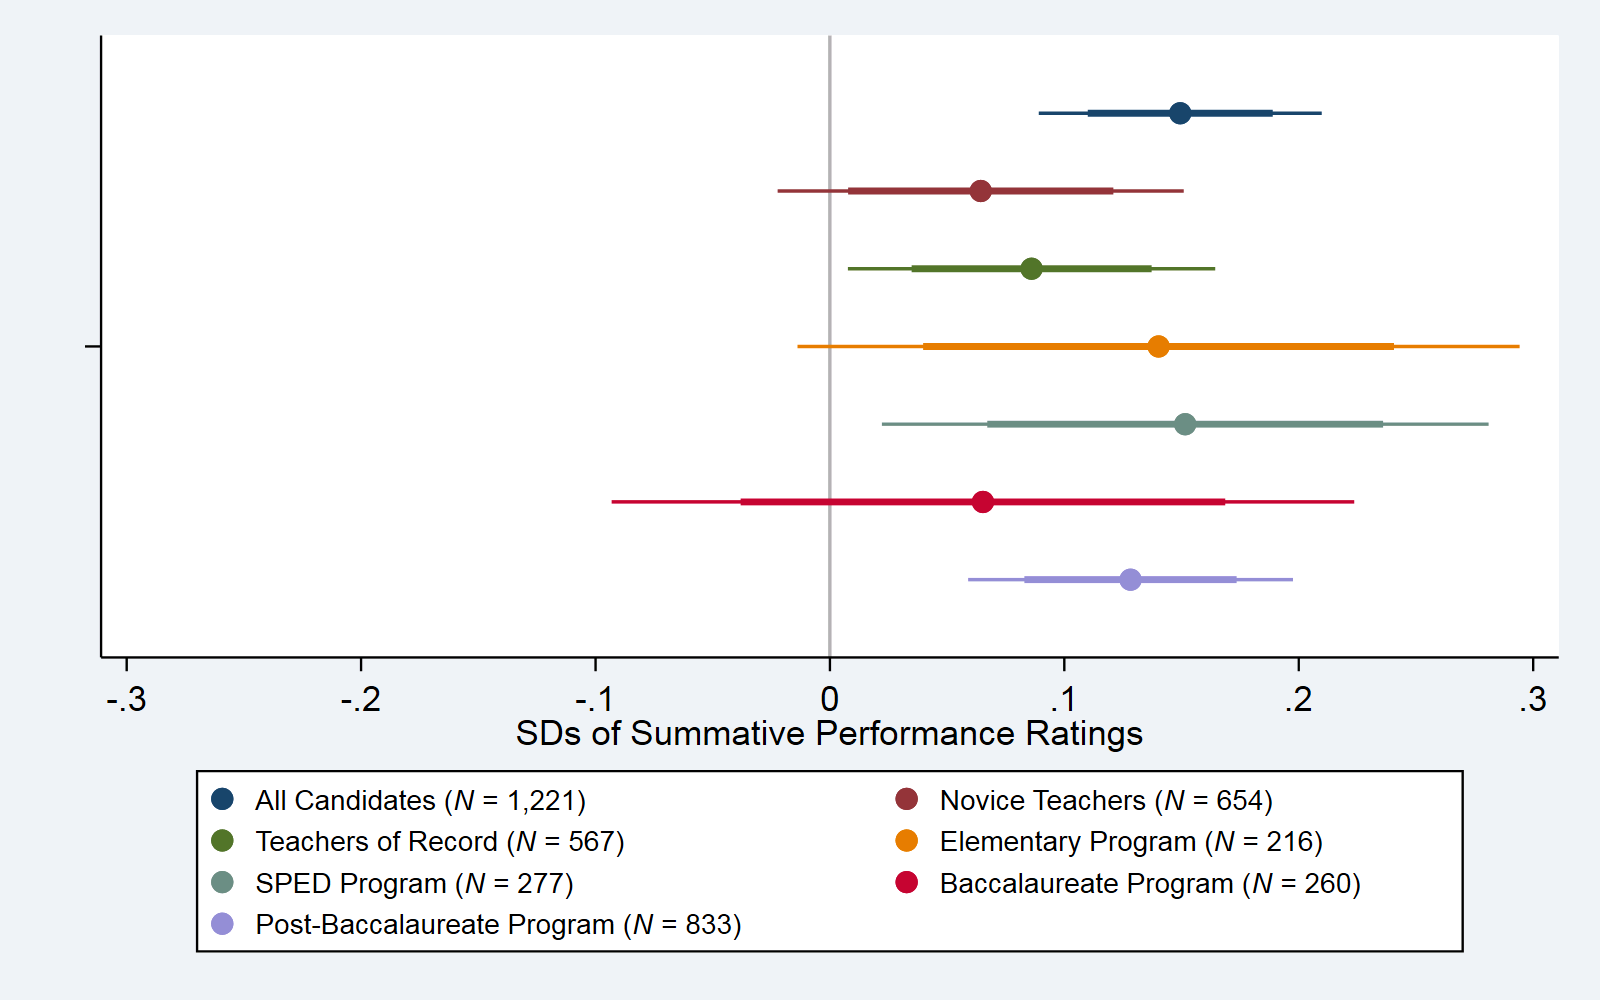 -.3 -.2 -.1 0 .1 .2 .3
SDs of Summative Performance Ratings
All Candidates (N = 1,221) Novice Teachers (N = 654)
Teachers of Record (N = 567) Elementary Program (N = 216)
SPED Program (N = 277) Baccalaureate Program (N = 260)
Post-Baccalaureate Program (N = 833)